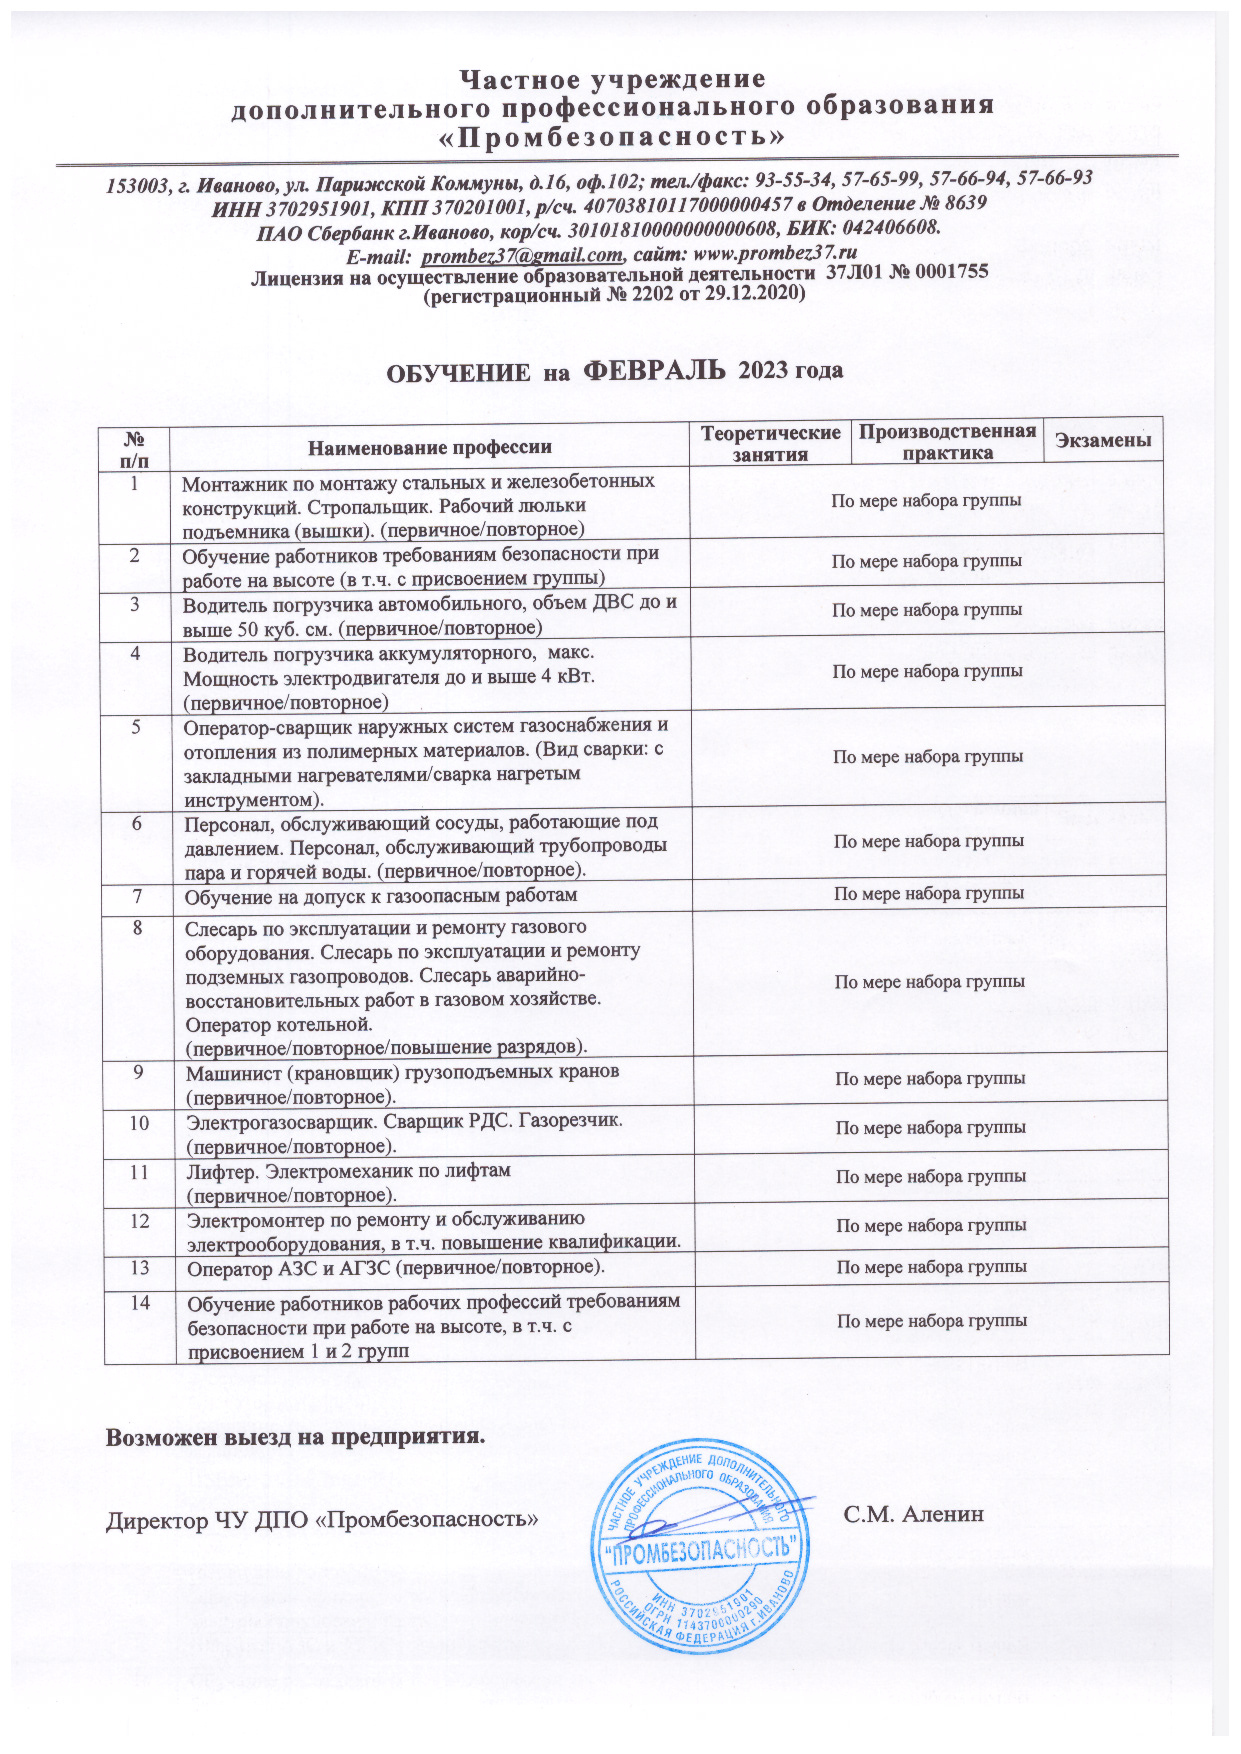 Частное учреждение
дополнительного профессионального образования
«Промбезопасность»
153003, г. Иваново, ул. Парижской Коммуны, д.16, оф.102; тел./факс: 93-55-34, 57-65-99, 57-66-94, 57-66-93
ИНН 3702951901, КПП 370201001, р/сч. 40703810117000000457 в Отделение № 8639
ПАО Сбербанк г.Иваново, кор/сч. 30101810000000000608, БИК: 042406608.
E-mail: prombez37@gmail.com, сайт: www.prombez37.ru
Лицензия на осуществление образовательной деятельности 37Л01 № 0001755
(регистрационный № 2202 от 29.12.2020)
ОБУЧЕНИЕ на ФЕВРАЛЬ 2023 года
№ п/п
Наименование профессии
Теоретические занятия
Производственная практика
Экзамены
1
Монтажник по монтажу стальных и железобетонных
конструкций. Стропальщик. Рабочий люльки
подъемника (вышки). (первичное/повторное)
По мере набора группы
2
Обучение работников требованиям безопасности при
работе на высоте (в т.ч. с присвоением группы)
По мере набора группы
3
Водитель погрузчика автомобильного, объем ДВС до и
выше 50 куб. см. (первичное/повторное)
По мере набора группы
4
Водитель погрузчика аккумуляторного, макс.
Мощность электродвигателя до и выше 4 кВт.
(первичное/повторное)
По мере набора группы
5
Оператор-сварщик наружных систем газоснабжения и
отопления из полимерных материалов. (Вид сварки: с
закладными нагревателями/сварка нагретым
инструментом).
По мере набора группы
6
Персонал, обслуживающий сосуды, работающие под
давлением. Персонал, обслуживающий трубопроводы
пара и горячей воды. (первичное/повторное).
По мере набора группы
7
Обучение на допуск к газоопасным работам
По мере набора группы
8
Слесарь по эксплуатации и ремонту газового
оборудования. Слесарь по эксплуатации и ремонту
подземных газопроводов. Слесарь аварийно-
восстановительных работ в газовом хозяйстве.
Оператор котельной.
(первичное/повторное/повышение разрядов).
По мере набора группы
9
Машинист (крановщик) грузоподъемных кранов
(первичное/повторное).
По мере набора группы
10
Электрогазосварщик. Сварщик РДС. Газорезчик.
(первичное/повторное).
По мере набора группы
11
Лифтер. Электромеханик по лифтам
(первичное/повторное).
По мере набора группы
12
Электромонтер по ремонту и обслуживанию
электрооборудования, в т.ч. повышение квалификации.
По мере набора группы
13
Оператор АЗС и АГЗС (первичное/повторное).
По мере набора группы
14
Обучение работников рабочих профессий требованиям
безопасности при работе на высоте, в т.ч. с
присвоением 1 и 2 групп
По мере набора группы
Возможен выезд на предприятия.
Директор ЧУ ДПО «Промбезопасность»
С.М. Аленин
ЧАСТНОЕ УЧРЕЖДЕНИЕ ДОПОЛНИТЕЛЬНОГО
ПРОФЕССИОНАЛЬНОГО ОБРАЗОВАНИЯ
"ПРОМБЕЗОПАСНОСТЬ"
ИНН 3702951901
ОГРН 1143700000290
РОССИЙСКАЯ ФЕДЕРАЦИЯ г.ИВАНОВО